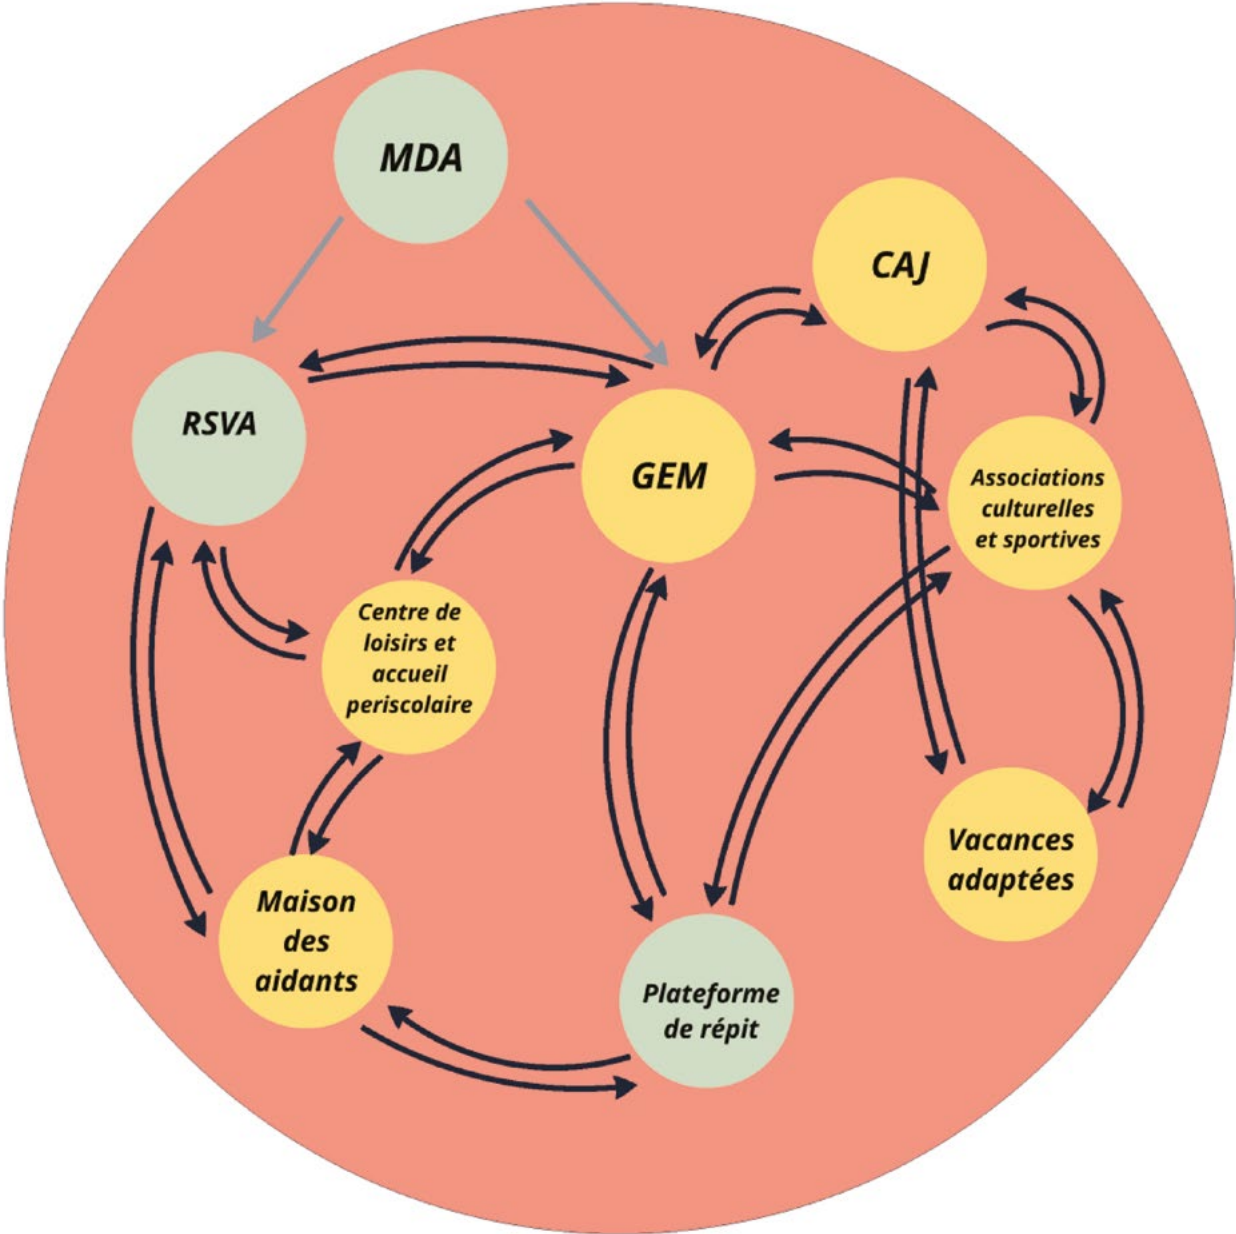 MDA
CAJ
RSVA
GEM
Associations
culturelles
et sportives
Centre de
loisirs et
accueil
periscolaire
Vacances
adaptées
Maison
des
aidants
Plateforme
de répit